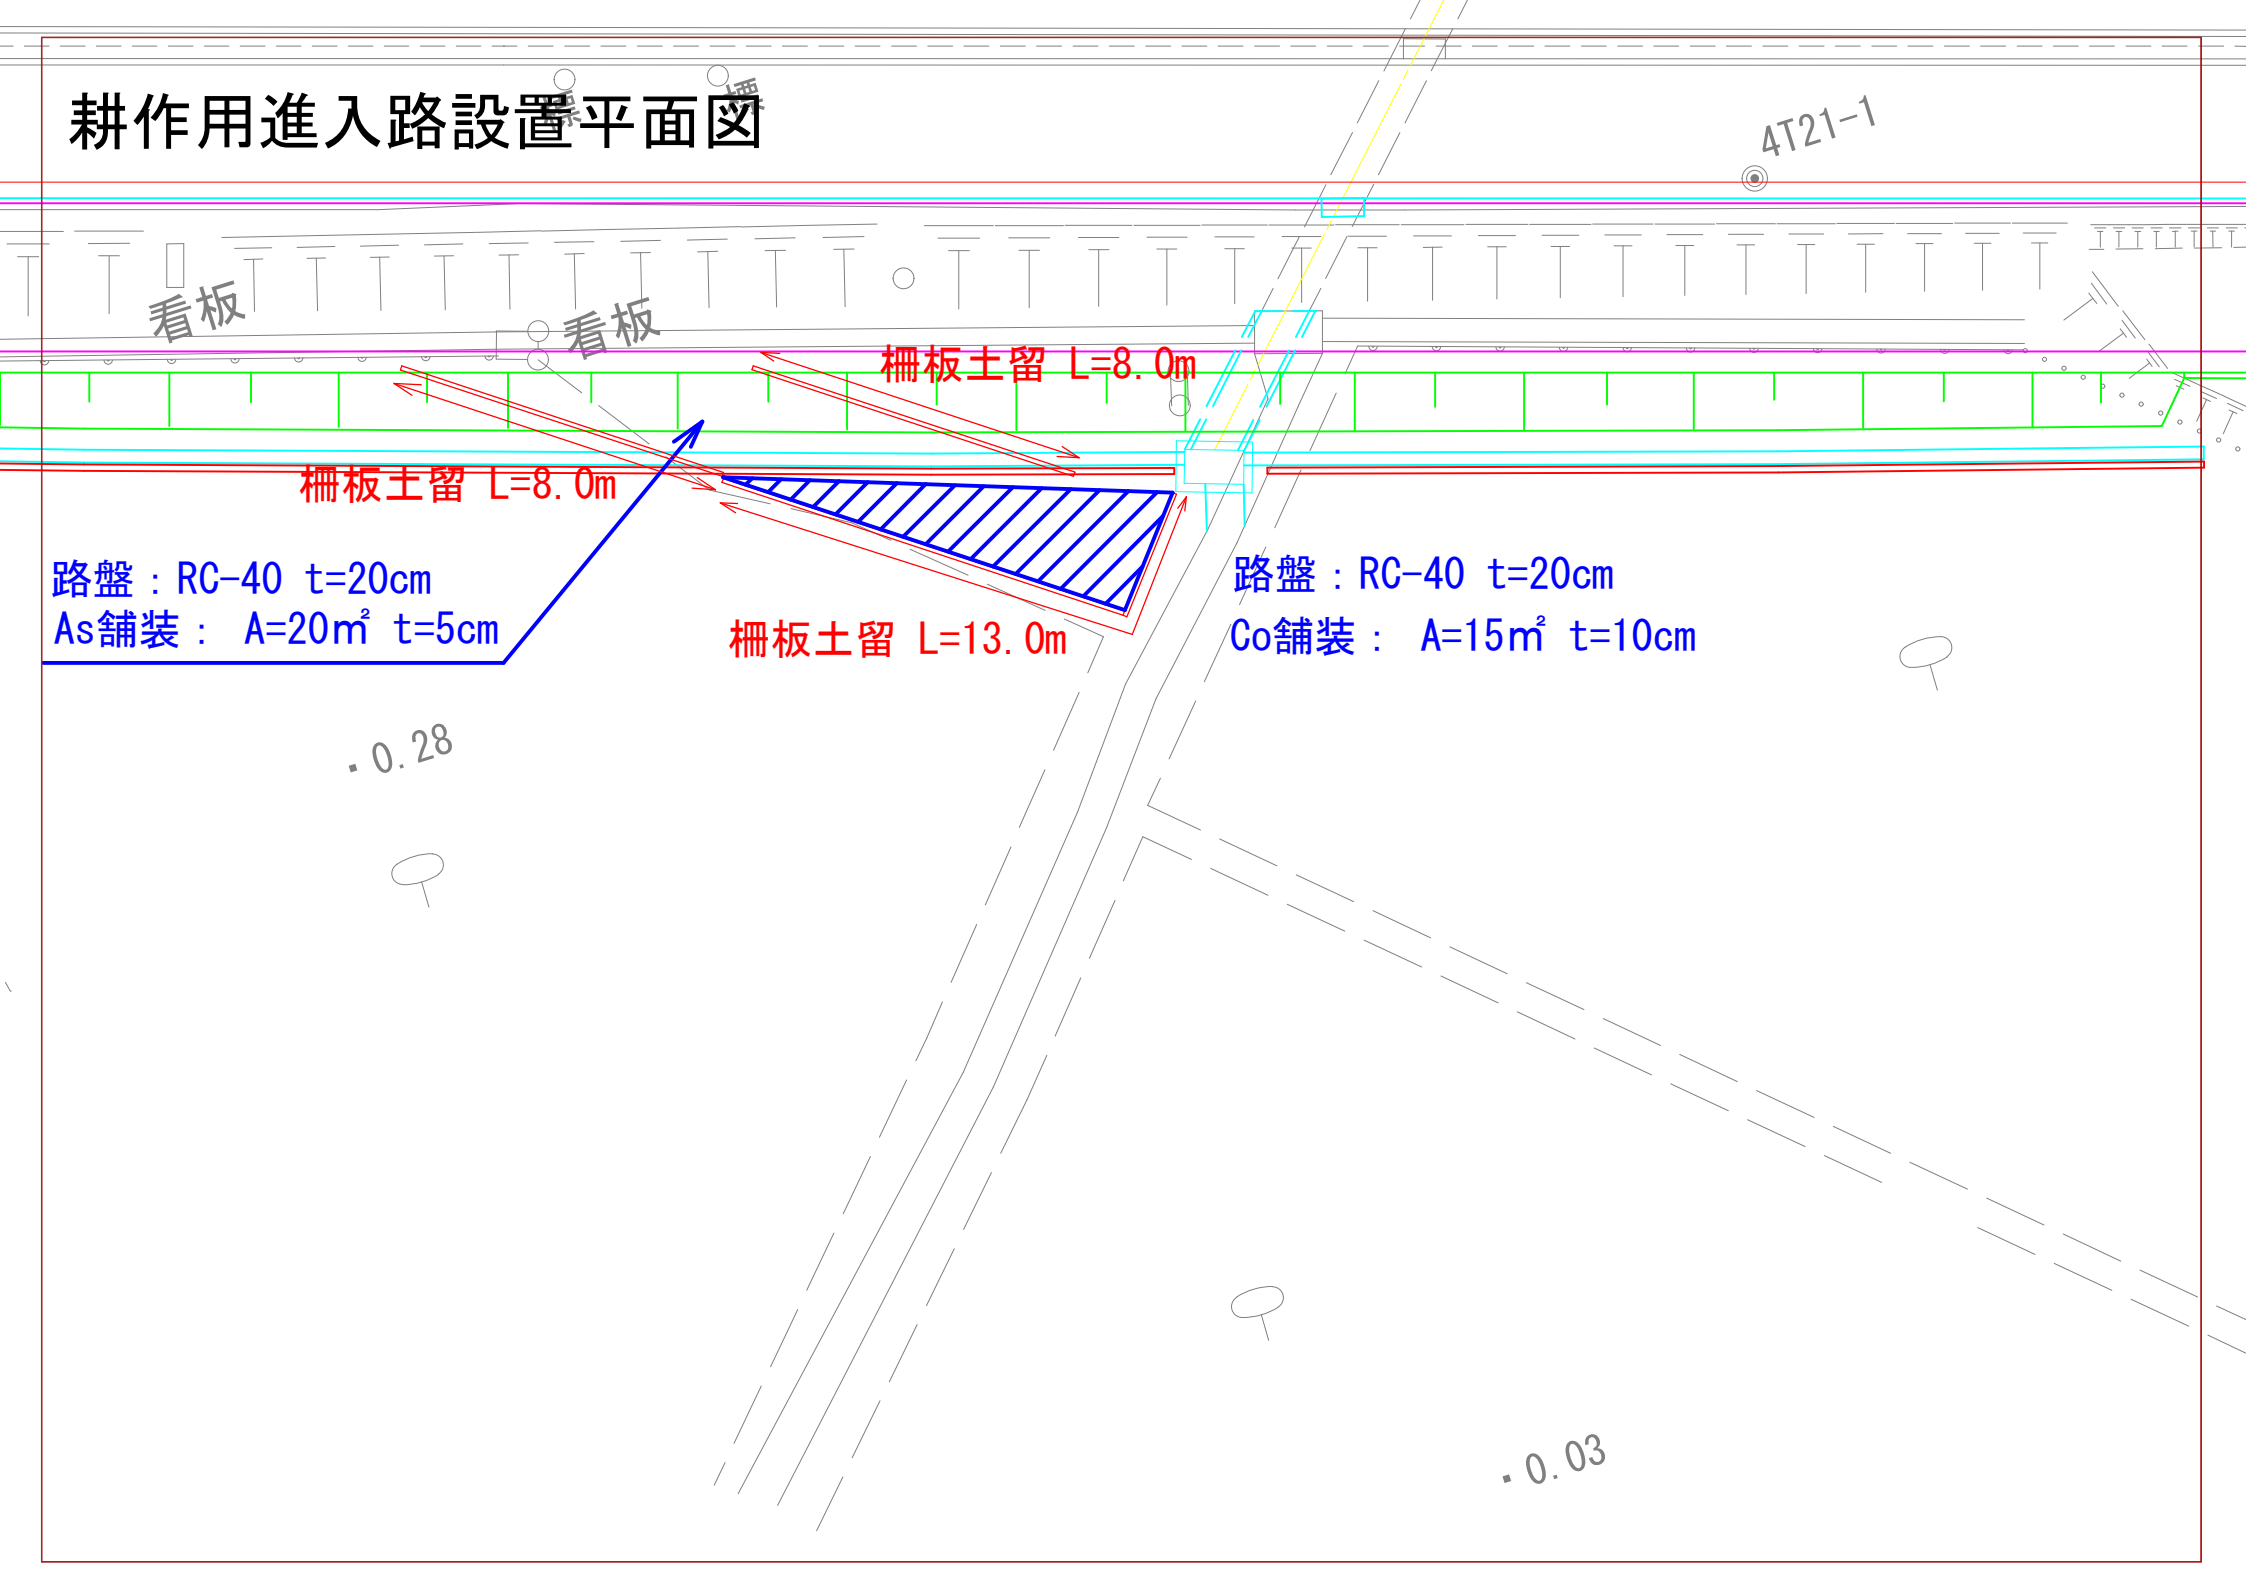 耕作用進入路設置平面図
標
標
4T21-1
看板
看板
柵板土留 L=8.0m
柵板土留 L=8.0m
路盤：RC-40 t=20cm
As舗装： A=20㎡ t=5cm
路盤：RC-40 t=20cm
Co舗装： A=15㎡ t=10cm
柵板土留 L=13.0m
・0.28
・0.03